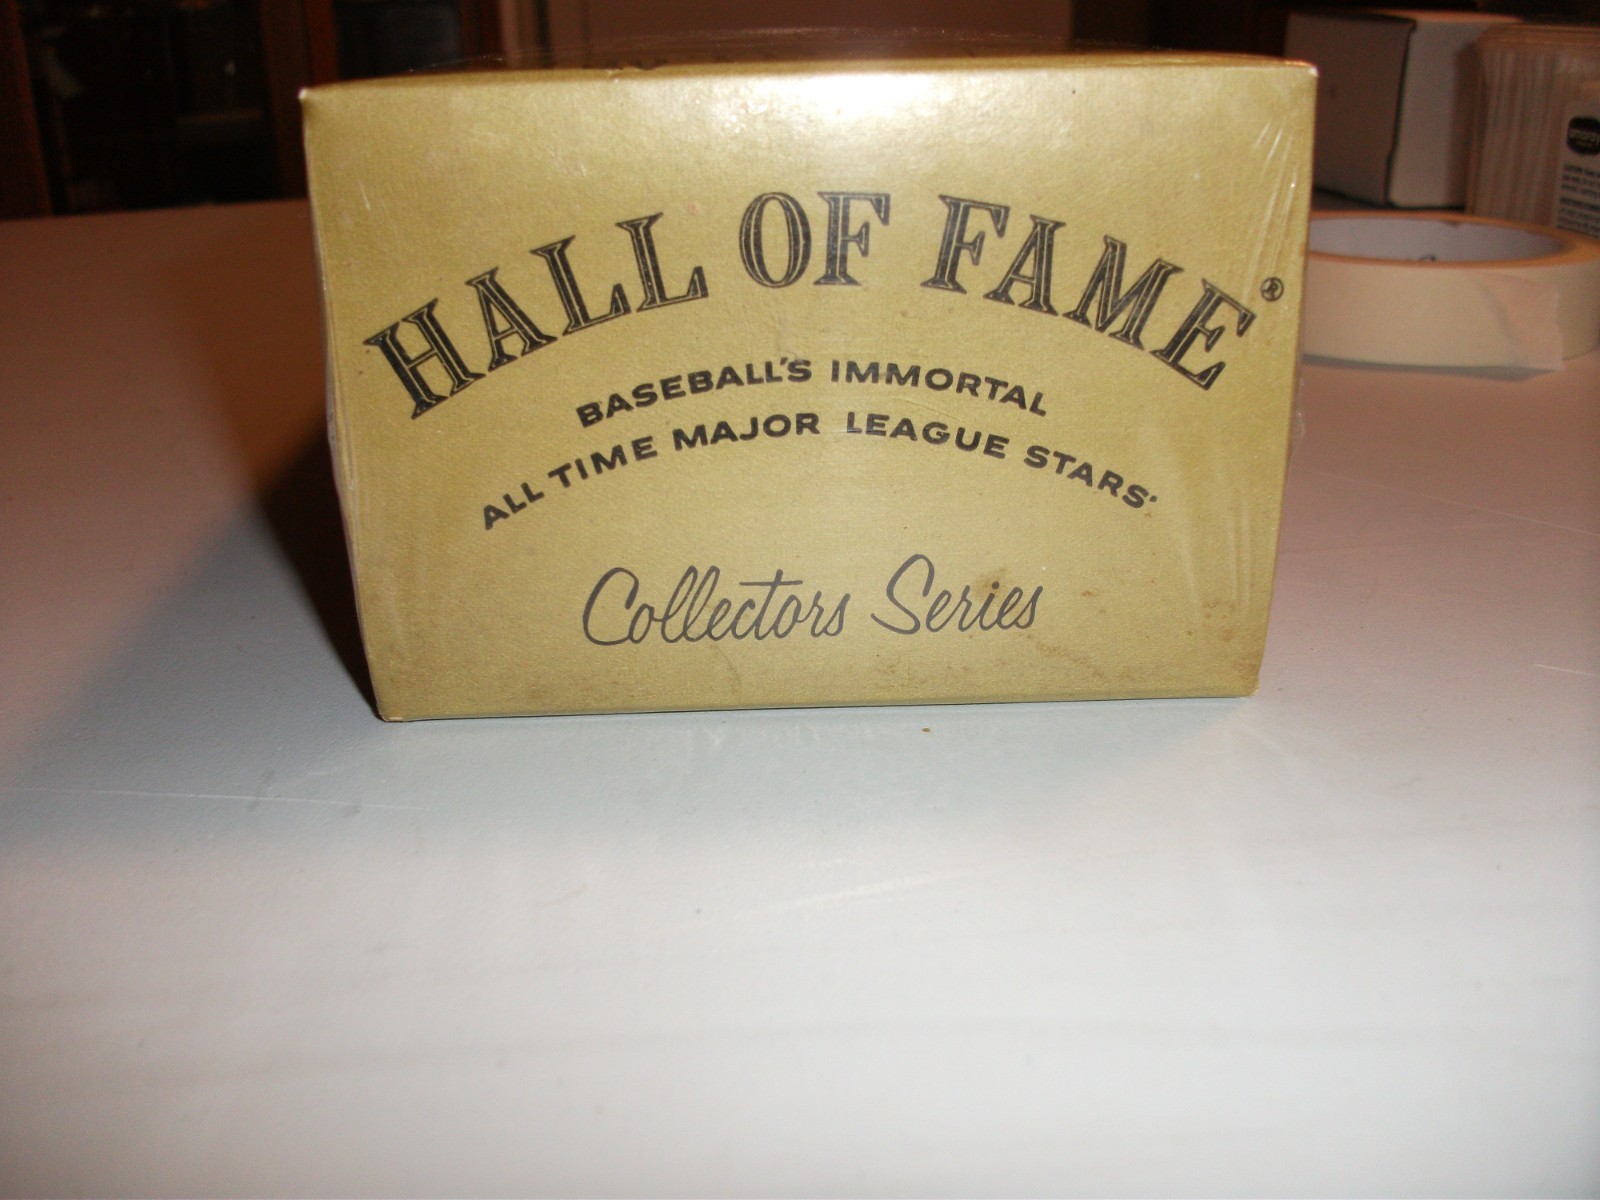 HALL OF FAME®
BASEBALL'S IMMORTAL
ALL TIME MAJOR LEAGUE STARS'
Collectors Series